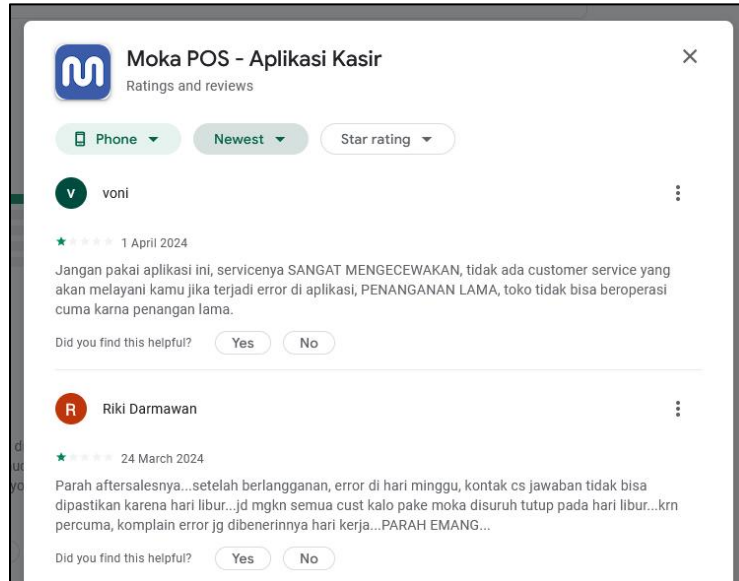 Moka POS - Aplikasi Kasir
Ratings and reviews
Phone
Newest
Star rating
V
voni
1 April 2024
Jangan pakai aplikasi ini, servicenya SANGAT MENGECEWAKAN, tidak ada customer service yang
akan melayani kamu jika terjadi error di aplikasi, PENANGANAN LAMA, toko tidak bisa beroperasi
cuma karna penangan lama.
Did you find this helpful? Yes No
R
Riki Darmawan
24 March 2024
Parah aftersalesnya...setelah berlangganan, error di hari minggu, kontak cs jawaban tidak bisa
dipastikan karena hari libur...jd mgkn semua cust kalo pake moka disuruh tutup pada hari libur...krn
percuma, komplain error jg dibenerinnya hari kerja...PARAH EMANG...
Did you find this helpful? Yes No